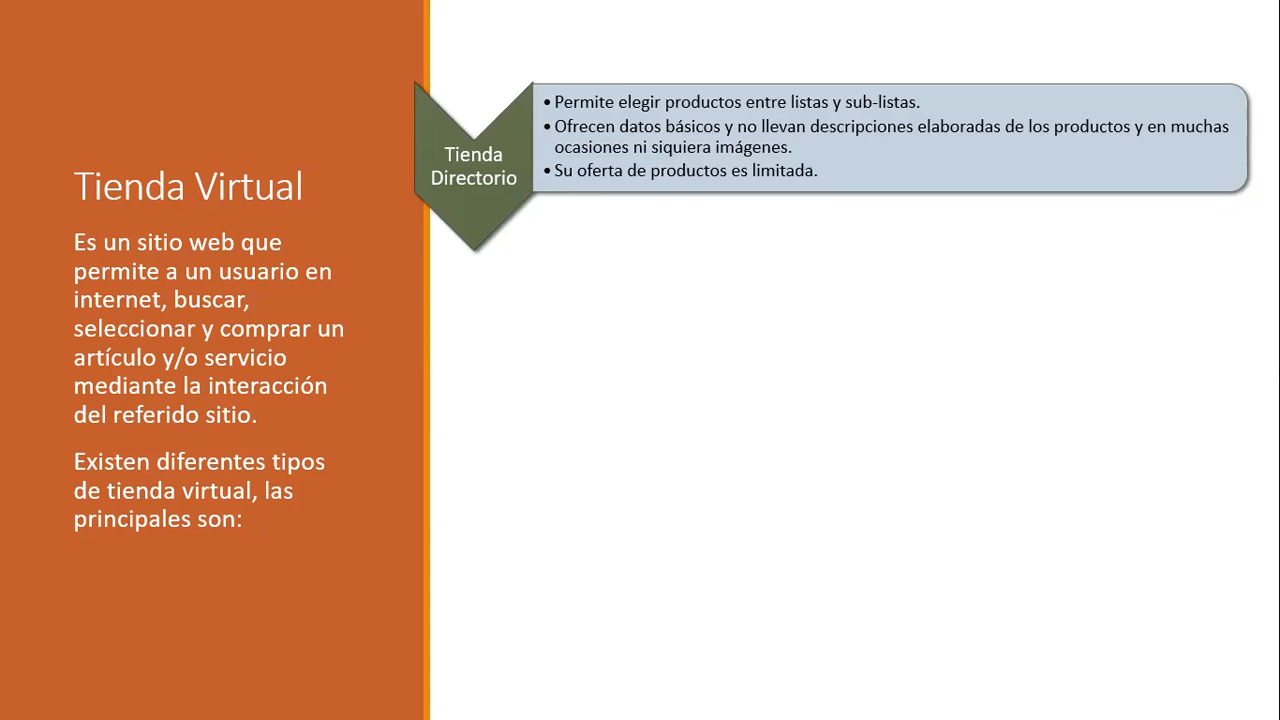 Tienda Virtual
Es un sitio web que
permite a un usuario en
internet, buscar,
seleccionar y comprar un
artículo y/o servicio
mediante la interacción
del referido sitio.
Existen diferentes tipos
de tienda virtual, las
principales son:
Tienda
Directorio
• Permite elegir productos entre listas y sub-listas.
• Ofrecen datos básicos y no llevan descripciones elaboradas de los productos y en muchas
ocasiones ni siquiera imágenes.
• Su oferta de productos es limitada.